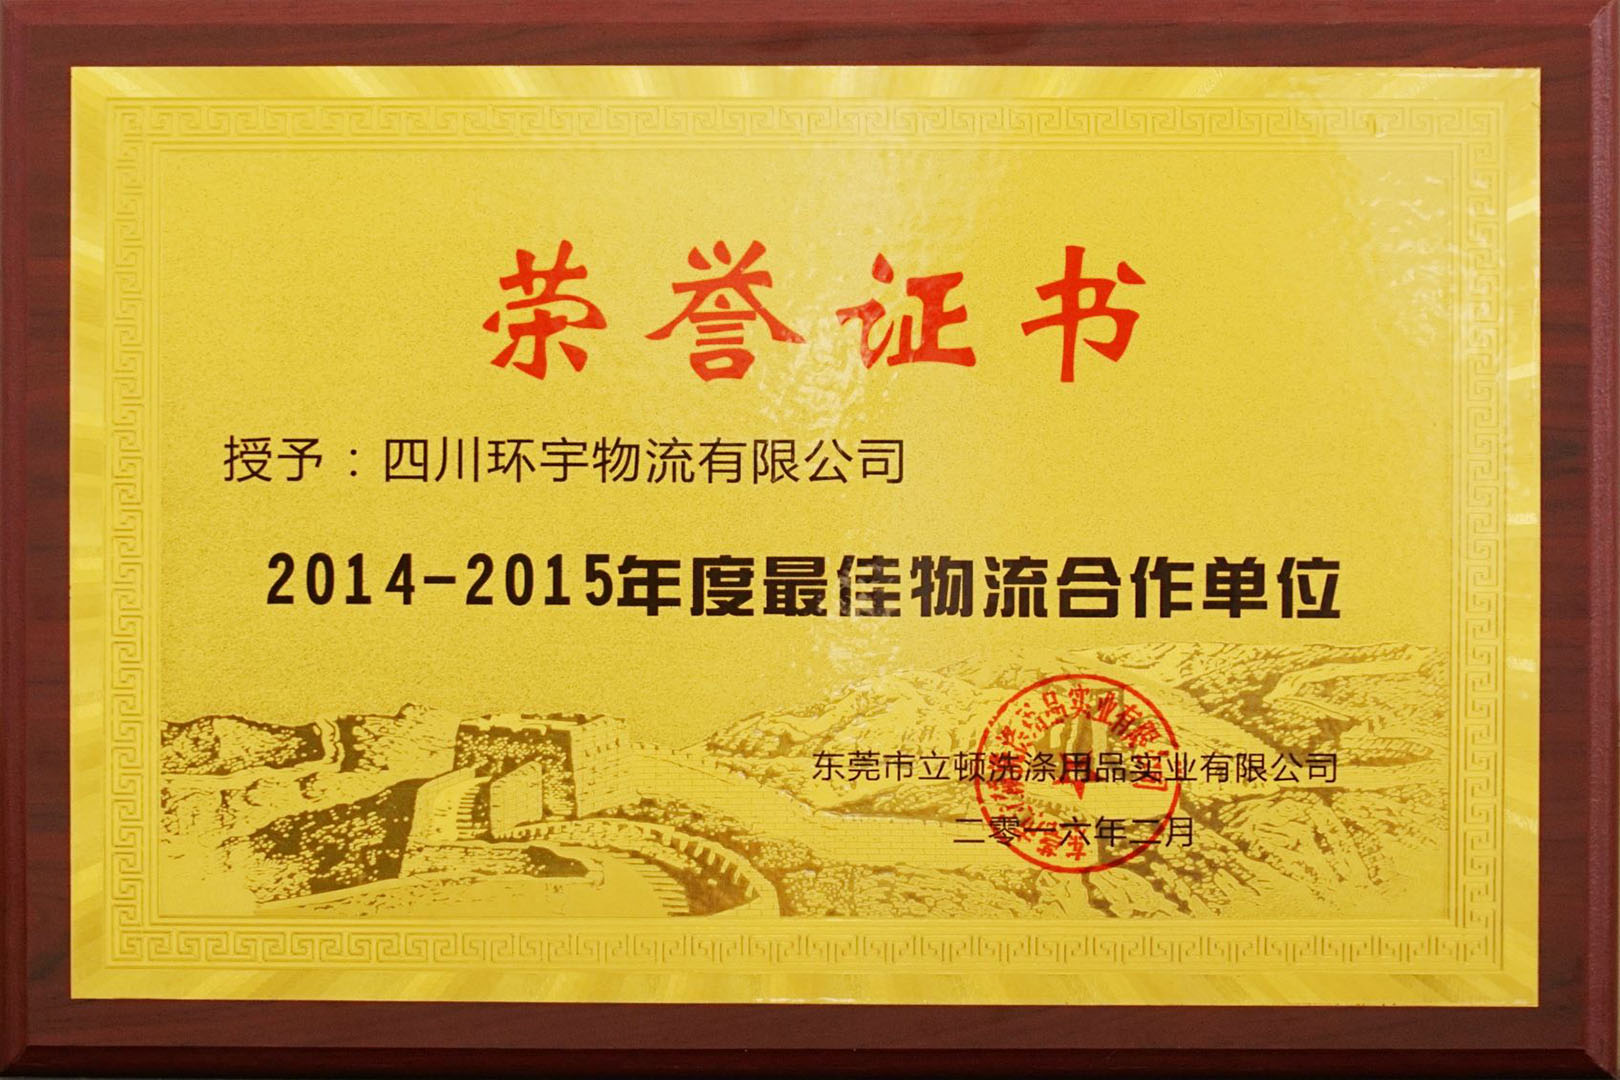 荣誉证书
授予：四川环宇物流有限公司
2014-2015年度最佳物流合作单位
东莞市立顿洗涤用品实业有限公司
二零一六年二月